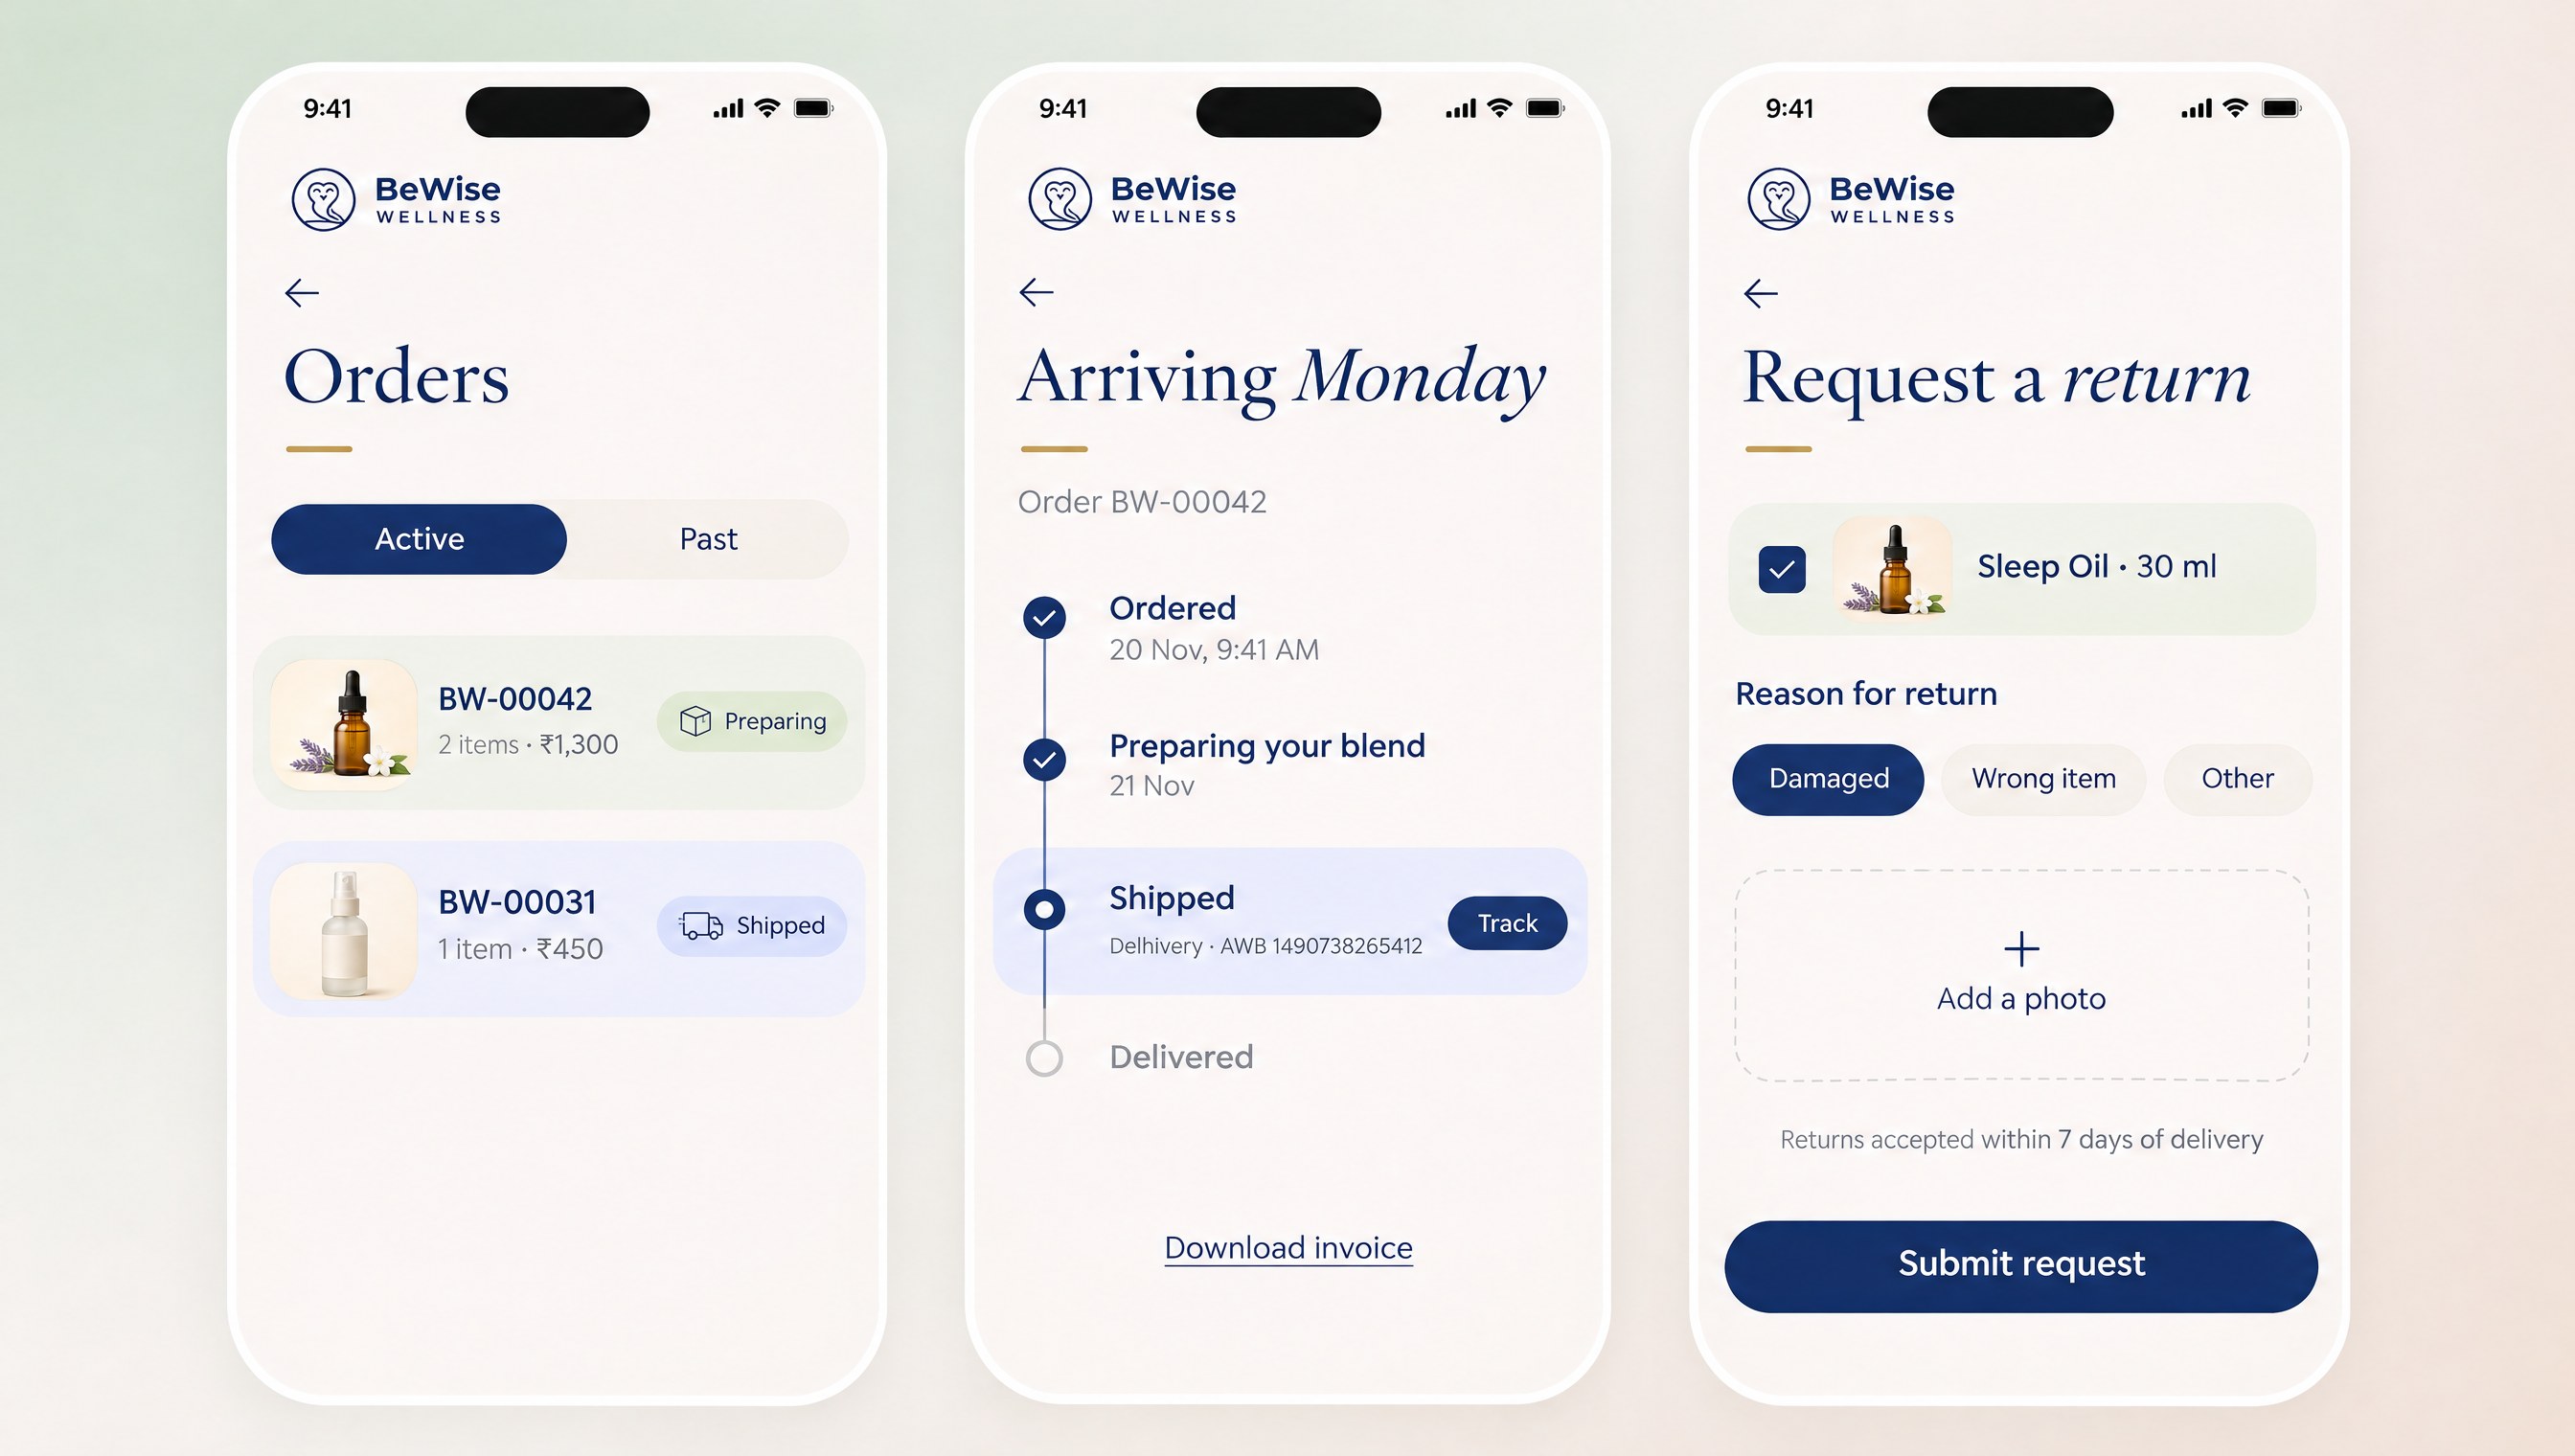 9:41
BeWise
WELLNESS
Orders
Active
Past
BW-00042
2 items · ₹1,300
Preparing
BW-00031
1 item · ₹450
Shipped
9:41
BeWise
WELLNESS
Arriving Monday
Order BW-00042
Ordered
20 Nov, 9:41 AM
Preparing your blend
21 Nov
Shipped
Delhivery · AWB 1490738265412
Track
Delivered
Download invoice
9:41
BeWise
WELLNESS
Request a return
Sleep Oil · 30 ml
Reason for return
Damaged
Wrong item
Other
Add a photo
Returns accepted within 7 days of delivery
Submit request